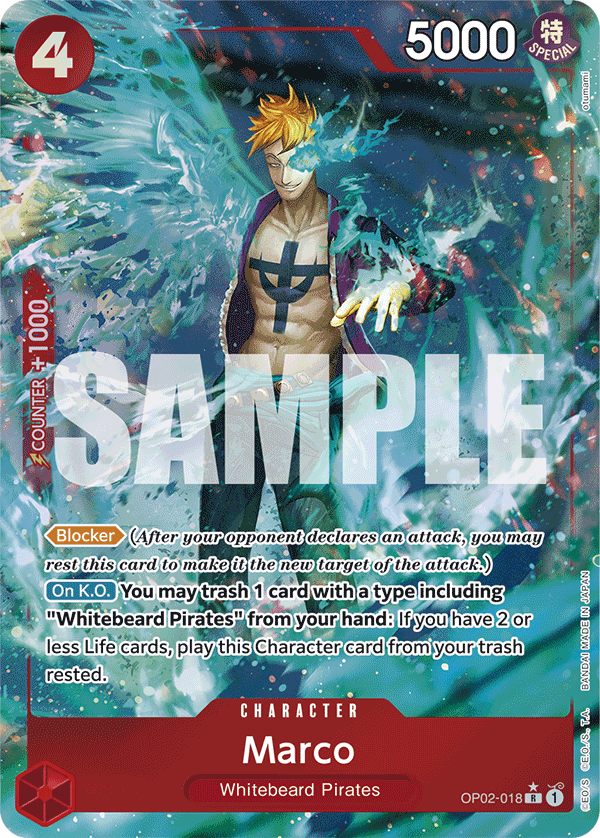 4
5000
特
SPECIAL
otumami
COUNTER +1000
SAMPLE
Blocker (After your opponent declares an attack, you may
rest this card to make it the new target of the attack.)
On K.O. You may trash 1 card with a type including
"Whitebeard Pirates" from your hand: If you have 2 or
less Life cards, play this Character card from your trash
rested.
CHARACTER
Marco
Whitebeard Pirates
OP02-018 R 1
©EO/S ©E.O./S., T.A. BANDAI MADE IN JAPAN